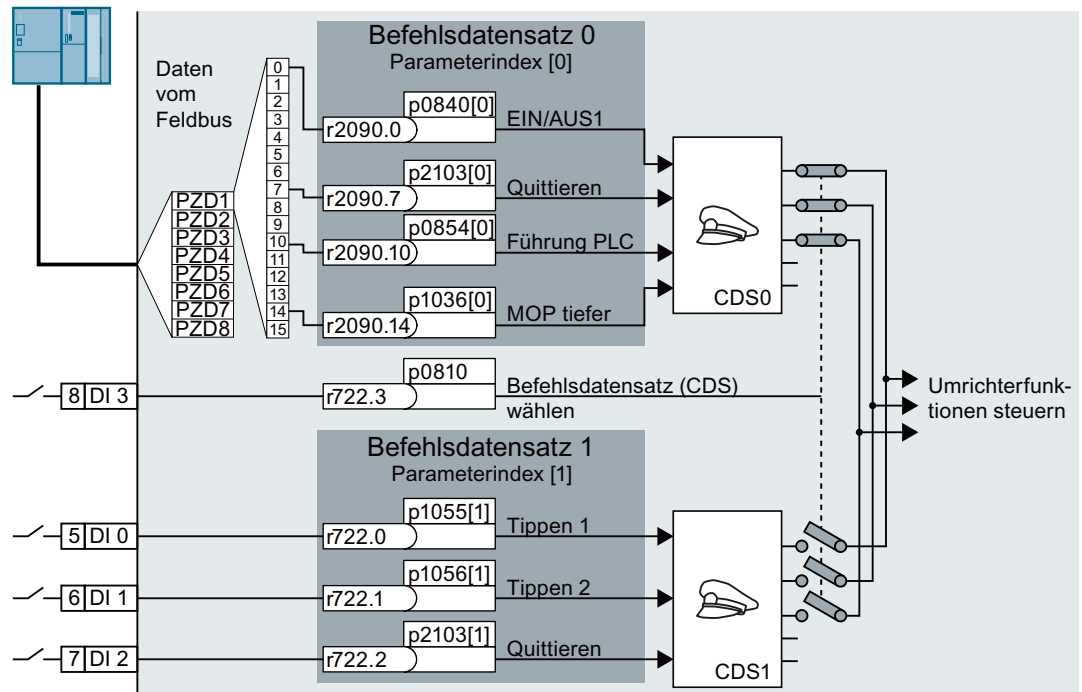 Befehlsdatensatz 0
Parameterindex [0]
Daten
vom
Feldbus
0
1
2
3
4
5
6
7
8
9
10
11
12
13
14
15
PZD1
PZD2
PZD3
PZD4
PZD5
PZD6
PZD7
PZD8
p0840[0]
r2090.0
EIN/AUS1
p2103[0]
r2090.7
Quittieren
p0854[0]
r2090.10
Führung PLC
p1036[0]
r2090.14
MOP tiefer
CDS0
8 DI 3
p0810
r722.3
Befehlsdatensatz (CDS)
wählen
Umrichterfunk-
tionen steuern
Befehlsdatensatz 1
Parameterindex [1]
5 DI 0
p1055[1]
r722.0
Tippen 1
6 DI 1
p1056[1]
r722.1
Tippen 2
7 DI 2
p2103[1]
r722.2
Quittieren
CDS1